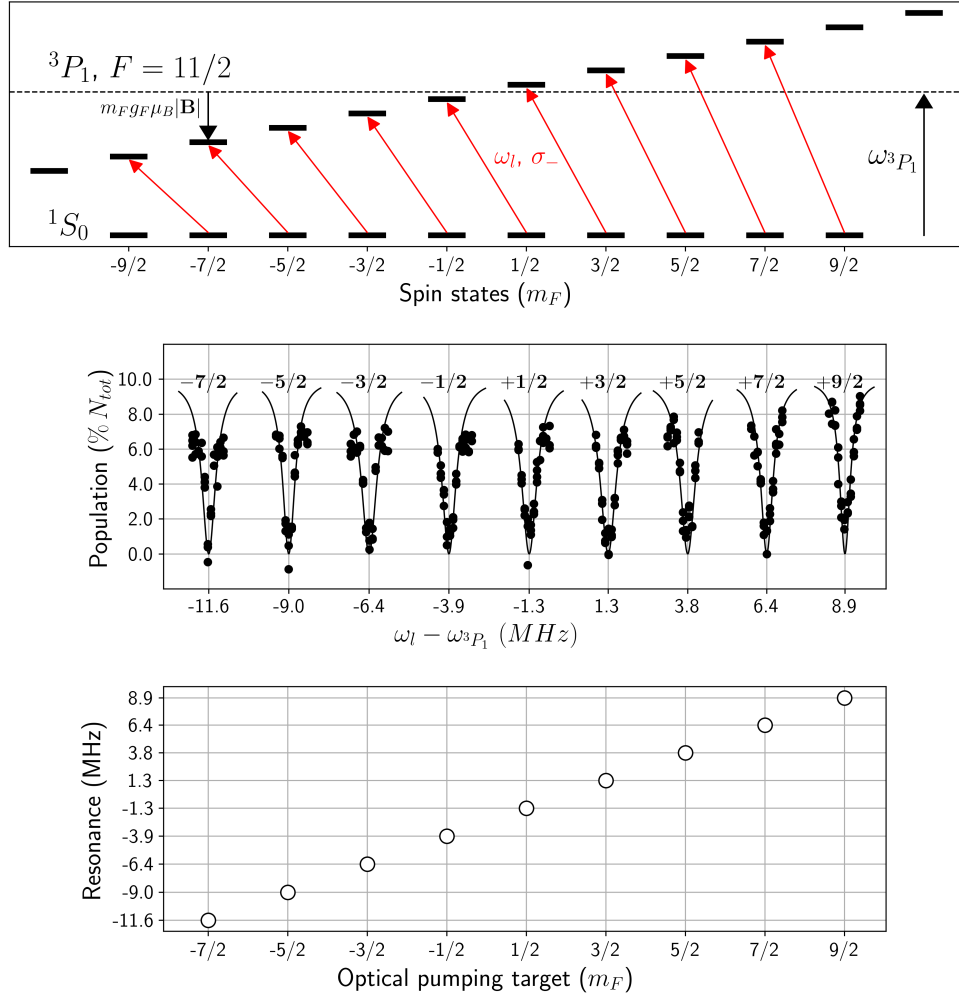 ³P₁, F = 11/2
m_F g_F μ_B|B|
ω_l, σ₋
ω_³P₁
¹S₀
-9/2 -7/2 -5/2 -3/2 -1/2 1/2 3/2 5/2 7/2 9/2
Spin states (m_F)
10.0
8.0
6.0
4.0
2.0
0.0
Population (% N_tot)
−7/2 −5/2 −3/2 −1/2 +1/2 +3/2 +5/2 +7/2 +9/2
-11.6 -9.0 -6.4 -3.9 -1.3 1.3 3.8 6.4 8.9
ω_l − ω_³P₁ (MHz)
8.9
6.4
3.8
1.3
-1.3
-3.9
-6.4
-9.0
-11.6
Resonance (MHz)
-7/2 -5/2 -3/2 -1/2 1/2 3/2 5/2 7/2 9/2
Optical pumping target (m_F)